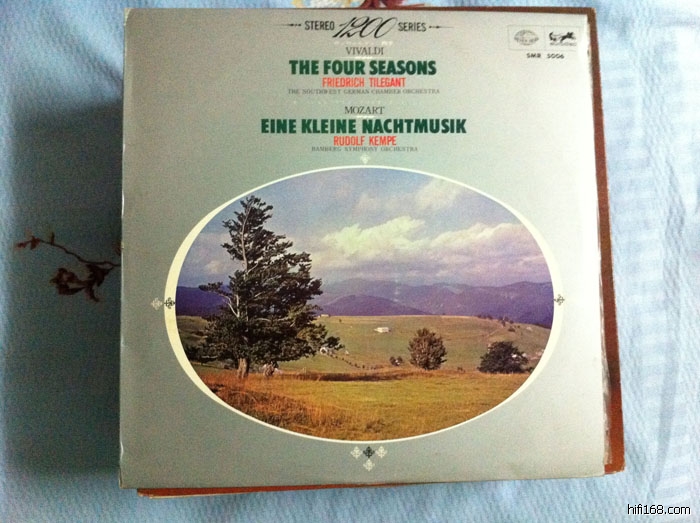 STEREO 1200 SERIES
VIVALDI
THE FOUR SEASONS
FRIEDRICH TILEGANT
THE SOUTHWEST GERMAN CHAMBER ORCHESTRA
MOZART
EINE KLEINE NACHTMUSIK
RUDOLF KEMPE
BAMBERG SYMPHONY ORCHESTRA
SMR 5006
hifi168.com